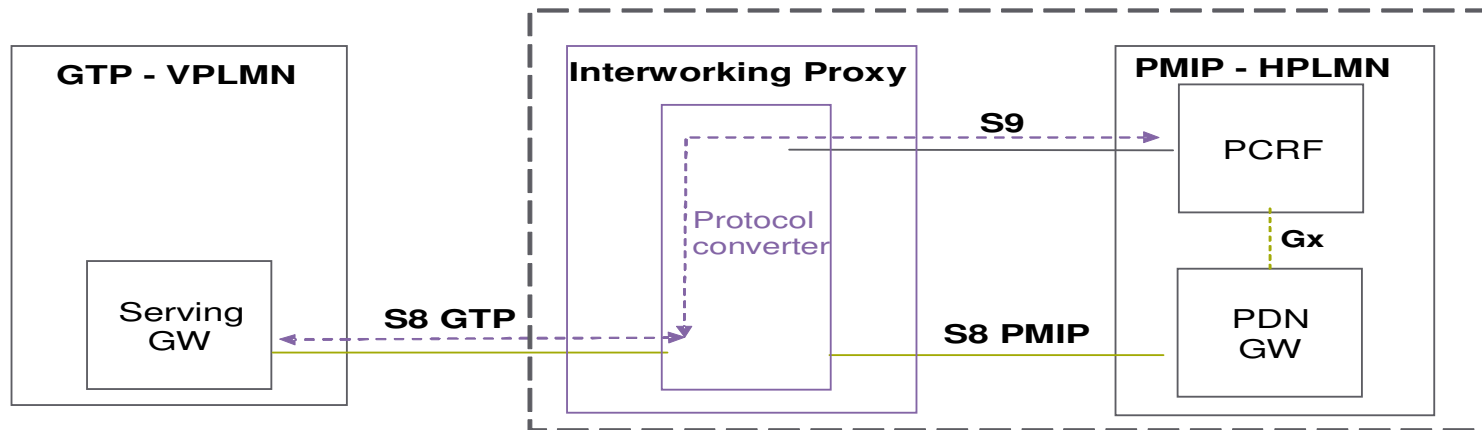 GTP - VPLMN
Serving
GW
S8 GTP
Interworking Proxy
Protocol
converter
S9
S8 PMIP
PMIP - HPLMN
PCRF
Gx
PDN
GW